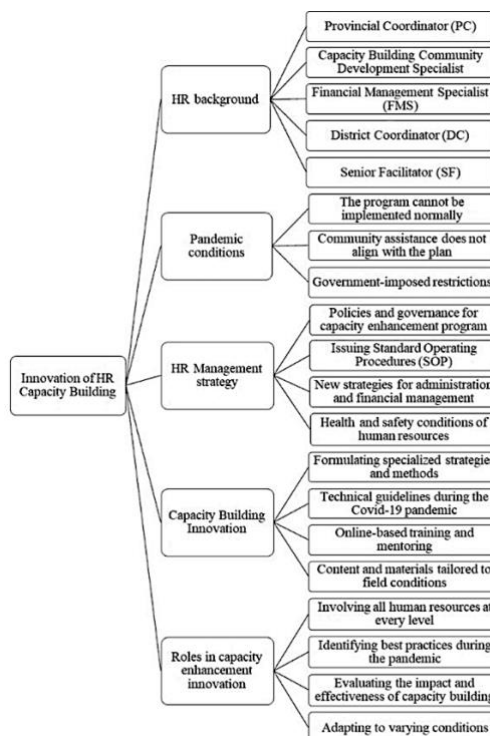 Innovation of HR
Capacity Building
HR background
Provincial Coordinator (PC)
Capacity Building Community
Development Specialist
Financial Management Specialist
(FMS)
District Coordinator (DC)
Senior Facilitator (SF)
Pandemic
conditions
The program cannot be
implemented normally
Community assistance does not
align with the plan
Government-imposed restrictions
HR Management
strategy
Policies and governance for
capacity enhancement program
Issuing Standard Operating
Procedures (SOP)
New strategies for administration
and financial management
Health and safety conditions of
human resources
Capacity Building
Innovation
Formulating specialized strategies
and methods
Technical guidelines during the
Covid-19 pandemic
Online-based training and
mentoring
Content and materials tailored to
field conditions
Roles in capacity
enhancement
innovation
Involving all human resources at
every level
Identifying best practices during
the pandemic
Evaluating the impact and
effectiveness of capacity building
Adapting to varying conditions